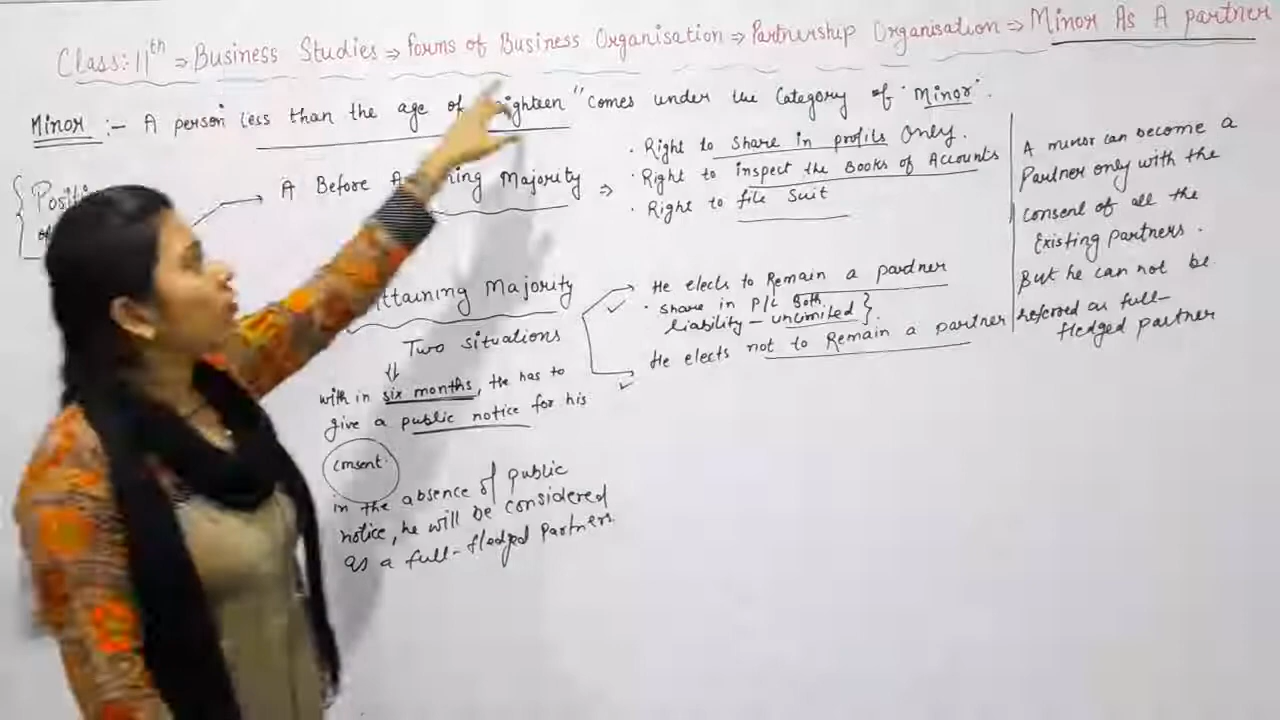 Class: 11th ⇒ Business Studies ⇒ Forms of Business Organisation ⇒ Partnership Organisation ⇒ Minor As A partner
Minor :- A person less than the age of eighteen" comes under the Category of 'Minor'.
A Before Attaining Majority ⇒
• Right to share in profits Only.
• Right to inspect the Books of Accounts
• Right to file Suit
A minor can become a
Partner only with the
consent of all the
Existing partners.
But he can not be
referred as full-
fledged partner
Attaining Majority
Two situations
⇓
with in six months, He has to
give a public notice for his
consent.
in the absence of public
notice, he will be considered
as a full-fledged Partner.
He elects to Remain a partner
• share in P/L Both.
liability - unlimited }
He elects not to Remain a partner